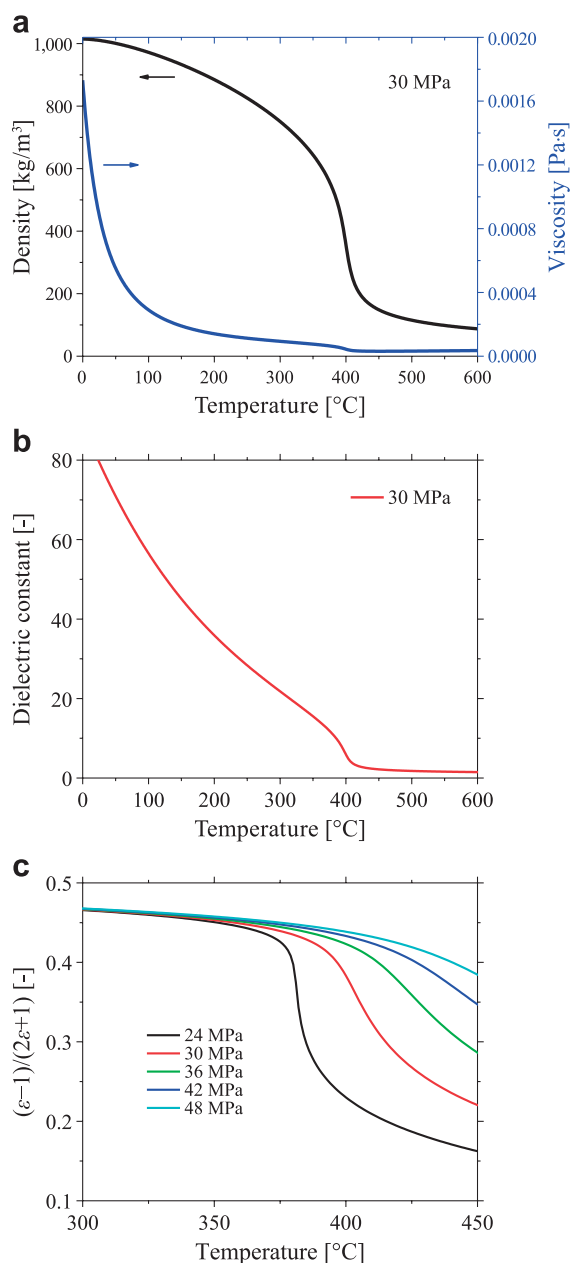 a
1,000
800
600
400
200
0
Density [kg/m³]
30 MPa
0.0020
0.0016
0.0012
0.0008
0.0004
0.0000
Viscosity [Pa·s]
0 100 200 300 400 500 600
Temperature [°C]
b
80
60
40
20
0
Dielectric constant [-]
30 MPa
0 100 200 300 400 500 600
Temperature [°C]
c
0.5
0.4
0.3
0.2
0.1
(ε−1)/(2ε+1) [-]
24 MPa
30 MPa
36 MPa
42 MPa
48 MPa
300 350 400 450
Temperature [°C]